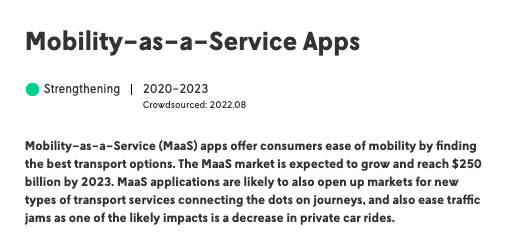 Mobility-as-a-Service Apps
Strengthening | 2020-2023
Crowdsourced: 2022.08
Mobility-as-a-Service (MaaS) apps offer consumers ease of mobility by finding
the best transport options. The MaaS market is expected to grow and reach $250
billion by 2023. MaaS applications are likely to also open up markets for new
types of transport services connecting the dots on journeys, and also ease traffic
jams as one of the likely impacts is a decrease in private car rides.